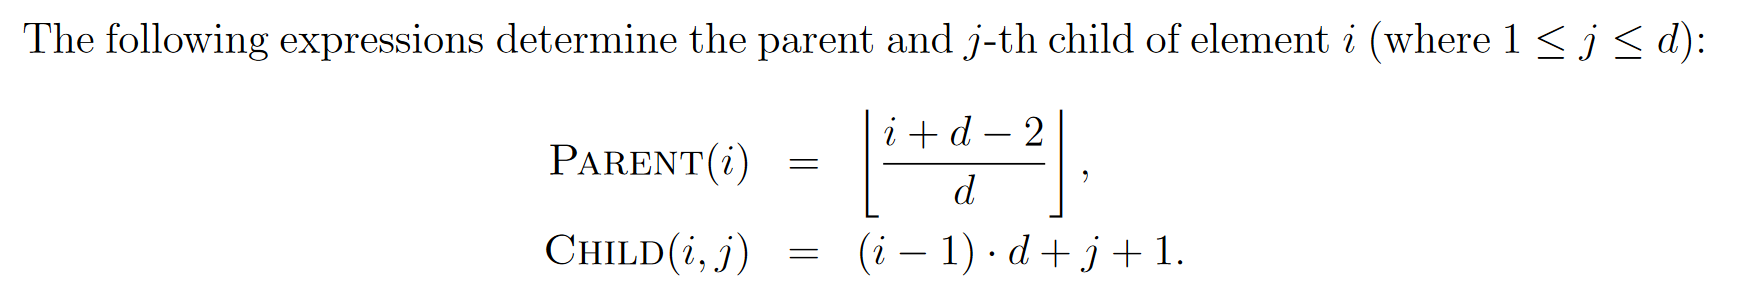 The following expressions determine the parent and j-th child of element i (where 1 ≤ j ≤ d):
PARENT(i) = ⌊(i + d − 2)/d⌋,
CHILD(i, j) = (i − 1) · d + j + 1.